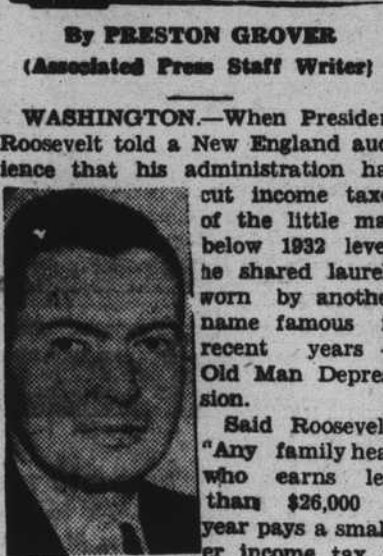 By PRESTON GROVER
(Associated Press Staff Writer)
WASHINGTON.—When Presiden
Roosevelt told a New England aud
ience that his administration ha
cut income taxe
of the little ma
below 1932 leve
he shared laurel
worn by anothe
name famous
recent years
Old Man Depres
sion.
Said Roosevel
"Any family hea
who earns le
than $26,000
year pays a small
er income tax